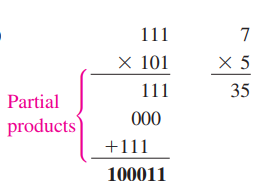 111 7
× 101 × 5
111 35
Partial
000
products
+111
100011